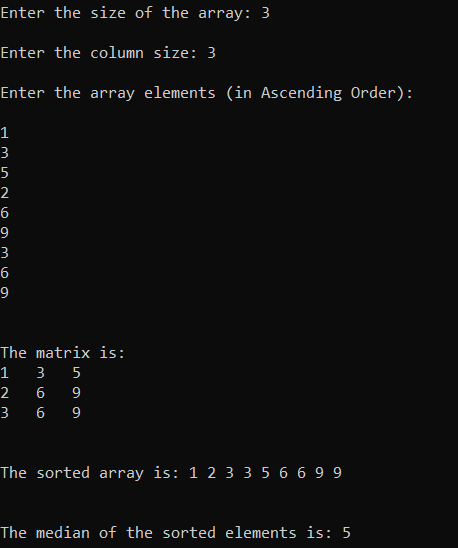 Enter the size of the array: 3
Enter the column size: 3
Enter the array elements (in Ascending Order):
1
3
5
2
6
9
3
6
9
The matrix is:
1   3   5
2   6   9
3   6   9
The sorted array is: 1 2 3 3 5 6 6 9 9
The median of the sorted elements is: 5